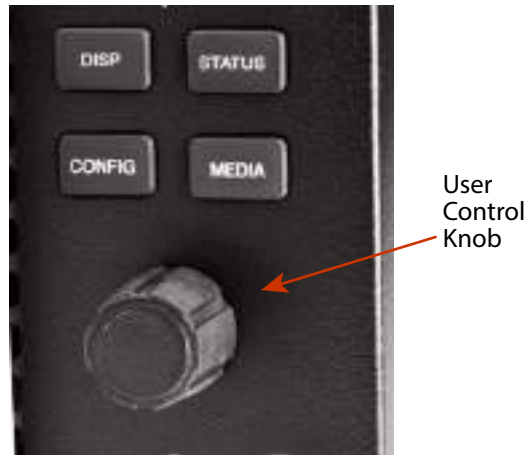 DISP
STATUS
CONFIG
MEDIA
User
Control
Knob